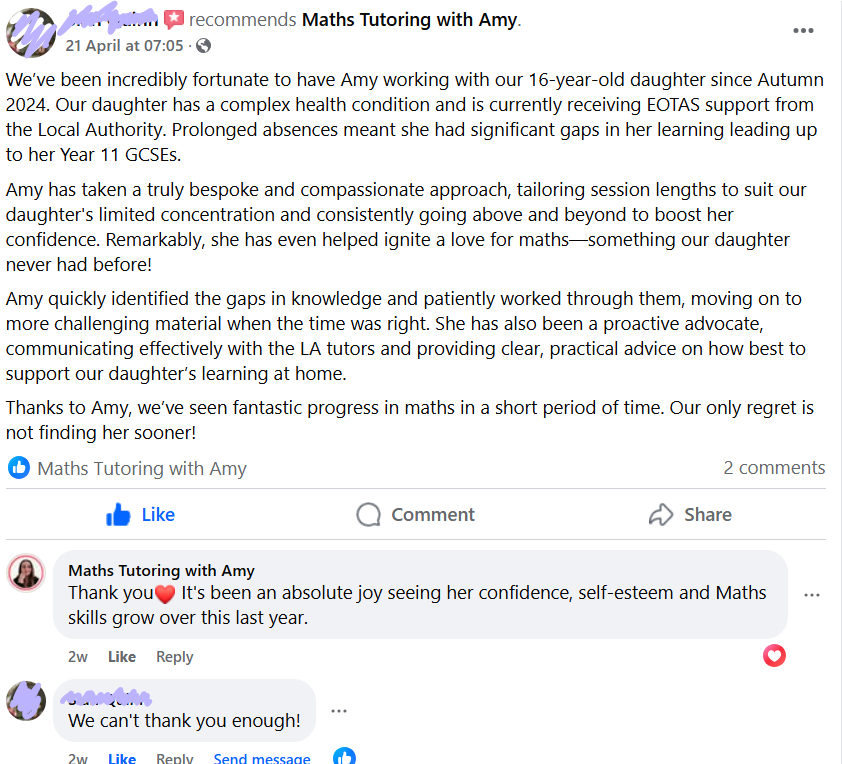 recommends Maths Tutoring with Amy.
21 April at 07:05 ·
We've been incredibly fortunate to have Amy working with our 16-year-old daughter since Autumn
2024. Our daughter has a complex health condition and is currently receiving EOTAS support from
the Local Authority. Prolonged absences meant she had significant gaps in her learning leading up
to her Year 11 GCSEs.
Amy has taken a truly bespoke and compassionate approach, tailoring session lengths to suit our
daughter's limited concentration and consistently going above and beyond to boost her
confidence. Remarkably, she has even helped ignite a love for maths—something our daughter
never had before!
Amy quickly identified the gaps in knowledge and patiently worked through them, moving on to
more challenging material when the time was right. She has also been a proactive advocate,
communicating effectively with the LA tutors and providing clear, practical advice on how best to
support our daughter's learning at home.
Thanks to Amy, we've seen fantastic progress in maths in a short period of time. Our only regret is
not finding her sooner!
Maths Tutoring with Amy 2 comments
Like Comment Share
Maths Tutoring with Amy
Thank you❤️ It's been an absolute joy seeing her confidence, self-esteem and Maths
skills grow over this last year.
2w Like Reply
We can't thank you enough!
2w Like Reply Send message